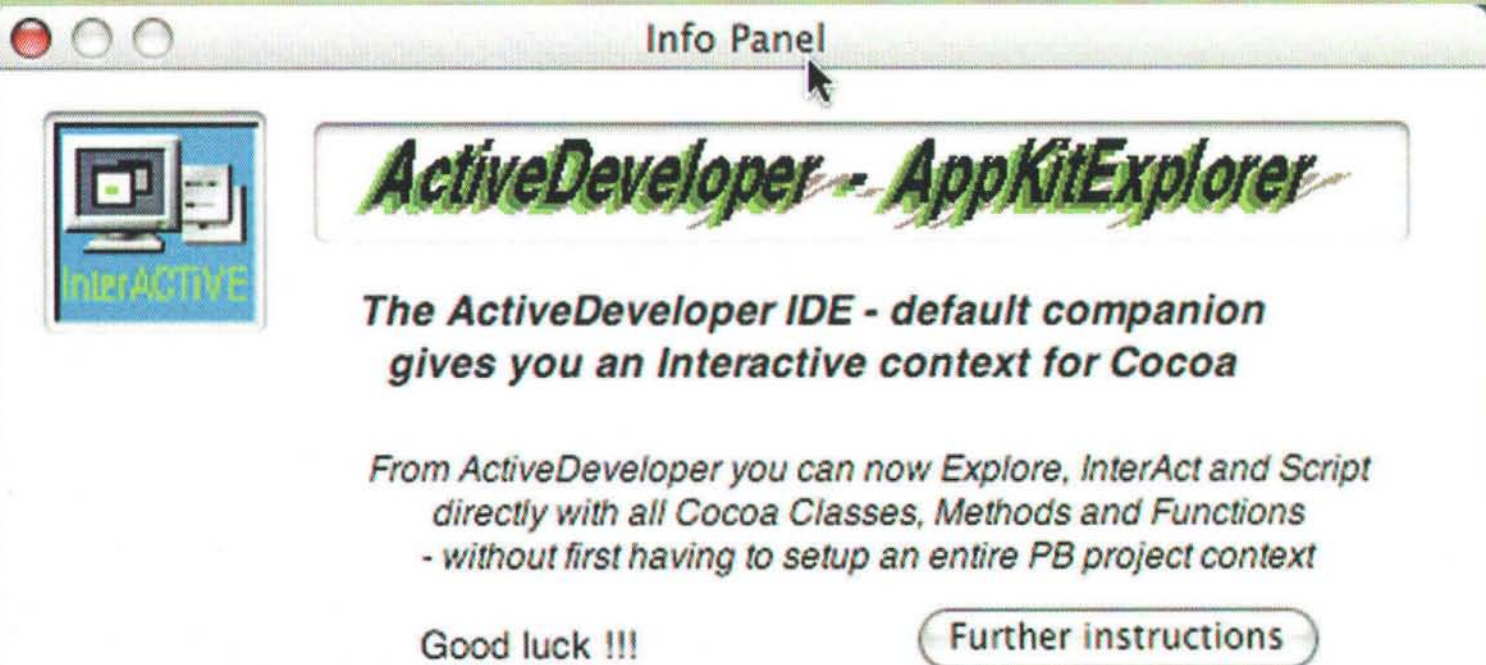 Info Panel
InterACTiVE
ActiveDeveloper - AppKitExplorer
The ActiveDeveloper IDE - default companion
gives you an Interactive context for Cocoa
From ActiveDeveloper you can now Explore, InterAct and Script
directly with all Cocoa Classes, Methods and Functions
- without first having to setup an entire PB project context
Good luck !!!
Further instructions